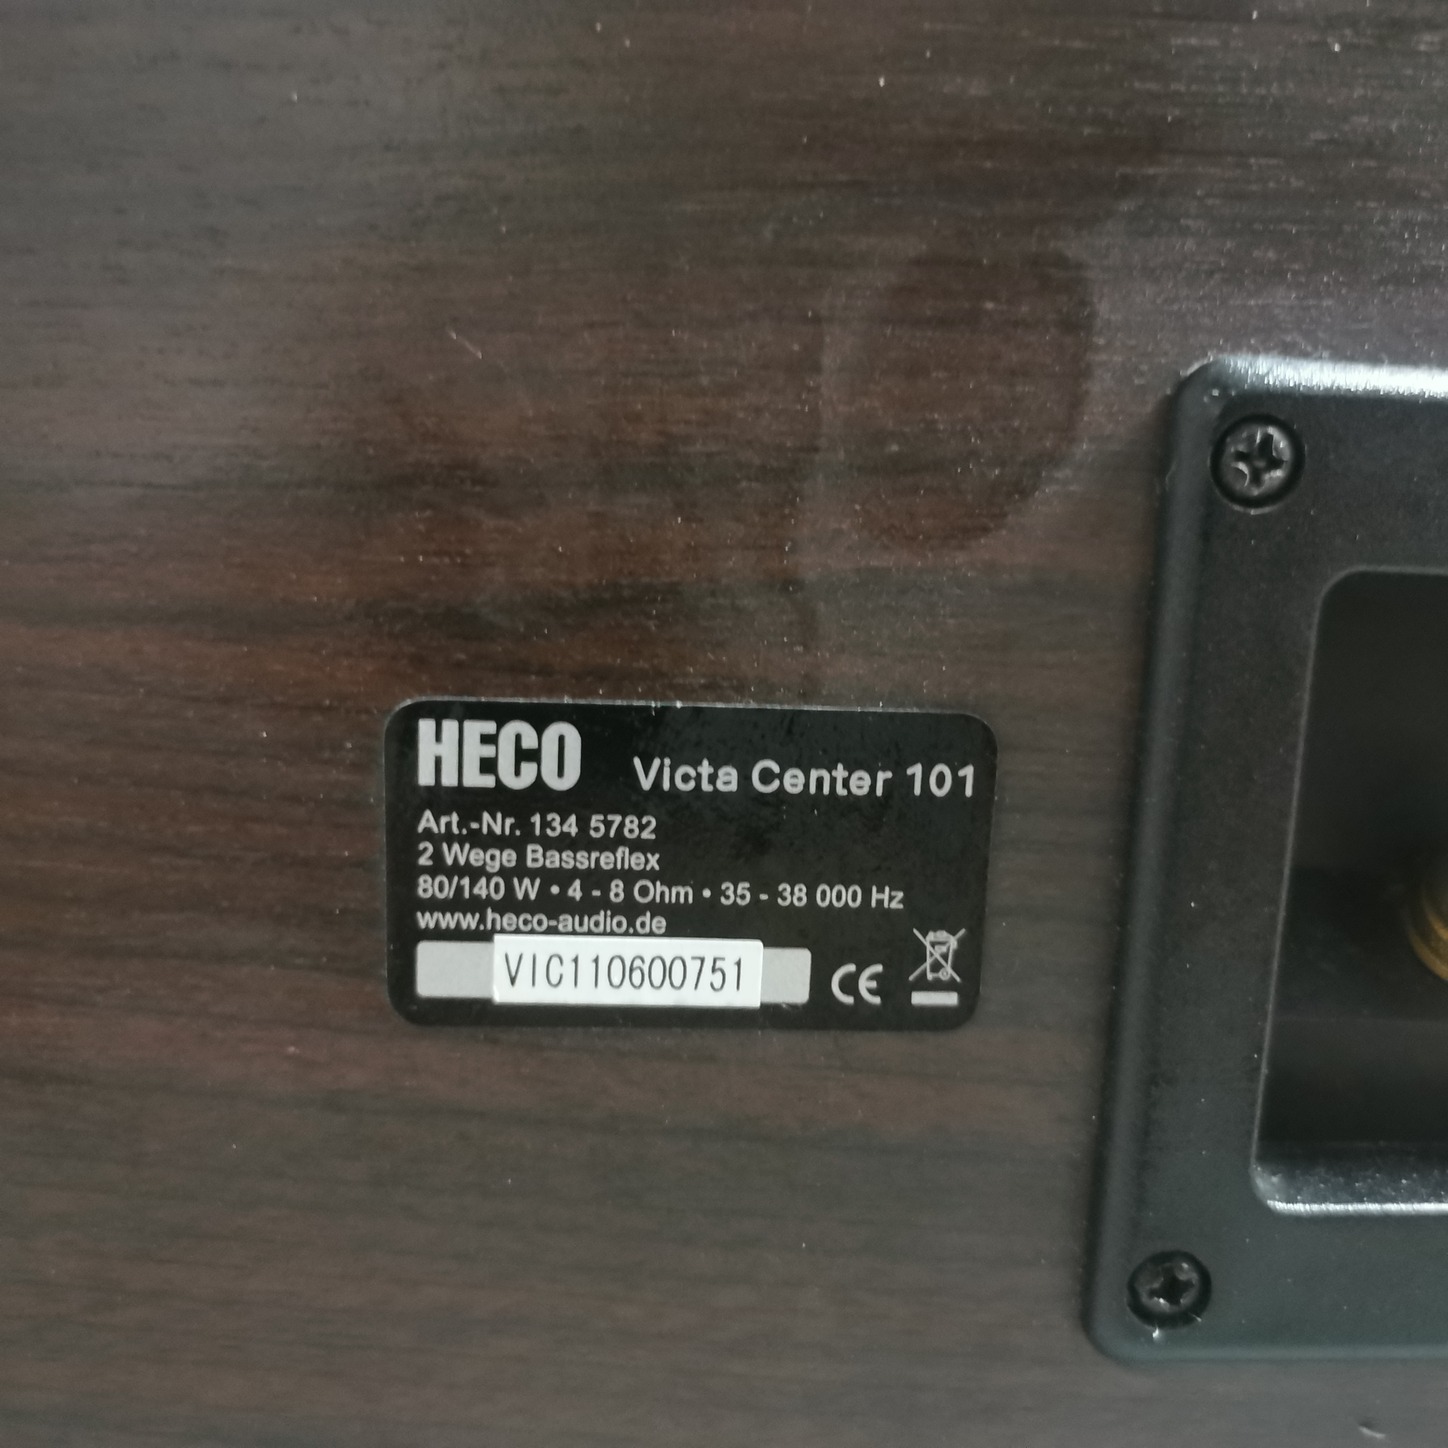 HECO Victa Center 101
Art.-Nr. 134 5782
2 Wege Bassreflex
80/140 W • 4 - 8 Ohm • 35 - 38 000 Hz
www.heco-audio.de
VIC110600751 CE